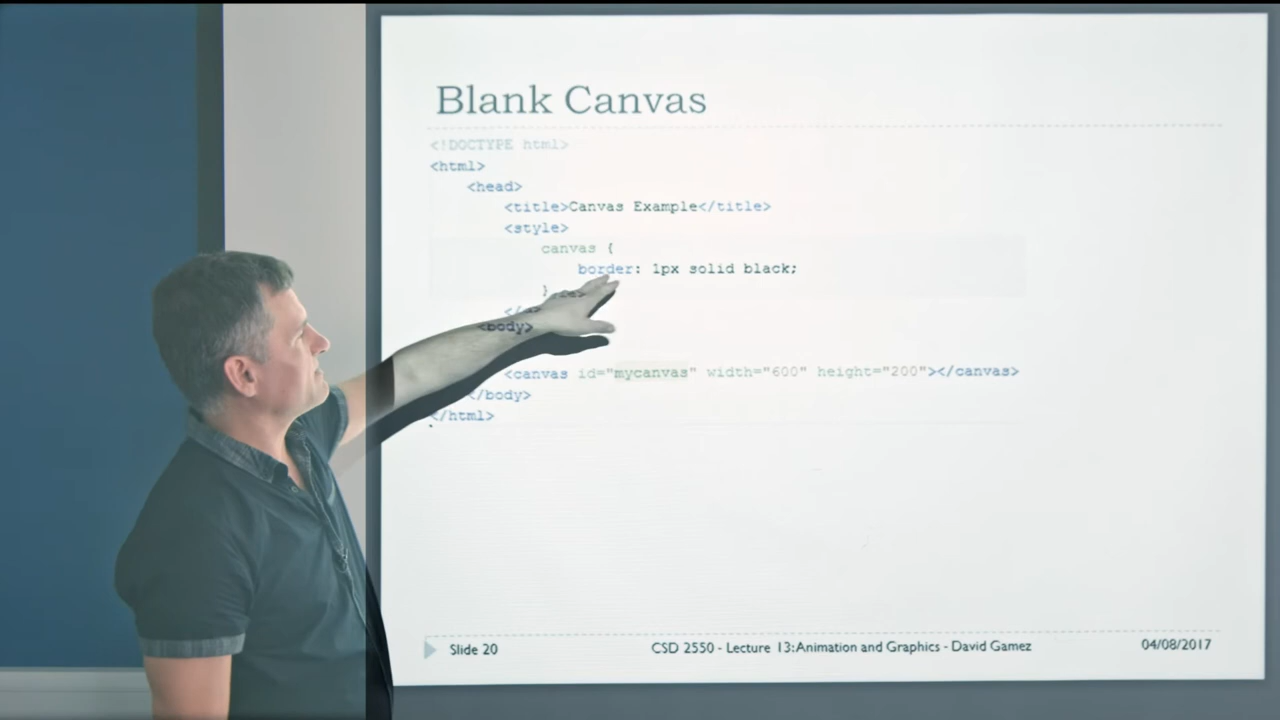 Blank Canvas
<!DOCTYPE html>
<html>
<head>
<title>Canvas Example</title>
<style>
canvas {
border: 1px solid black;
}
<body>
<canvas id="mycanvas" width="600" height="200"></canvas>
</body>
</html>
Slide 20
CSD 2550 - Lecture 13:Animation and Graphics - David Gamez
04/08/2017